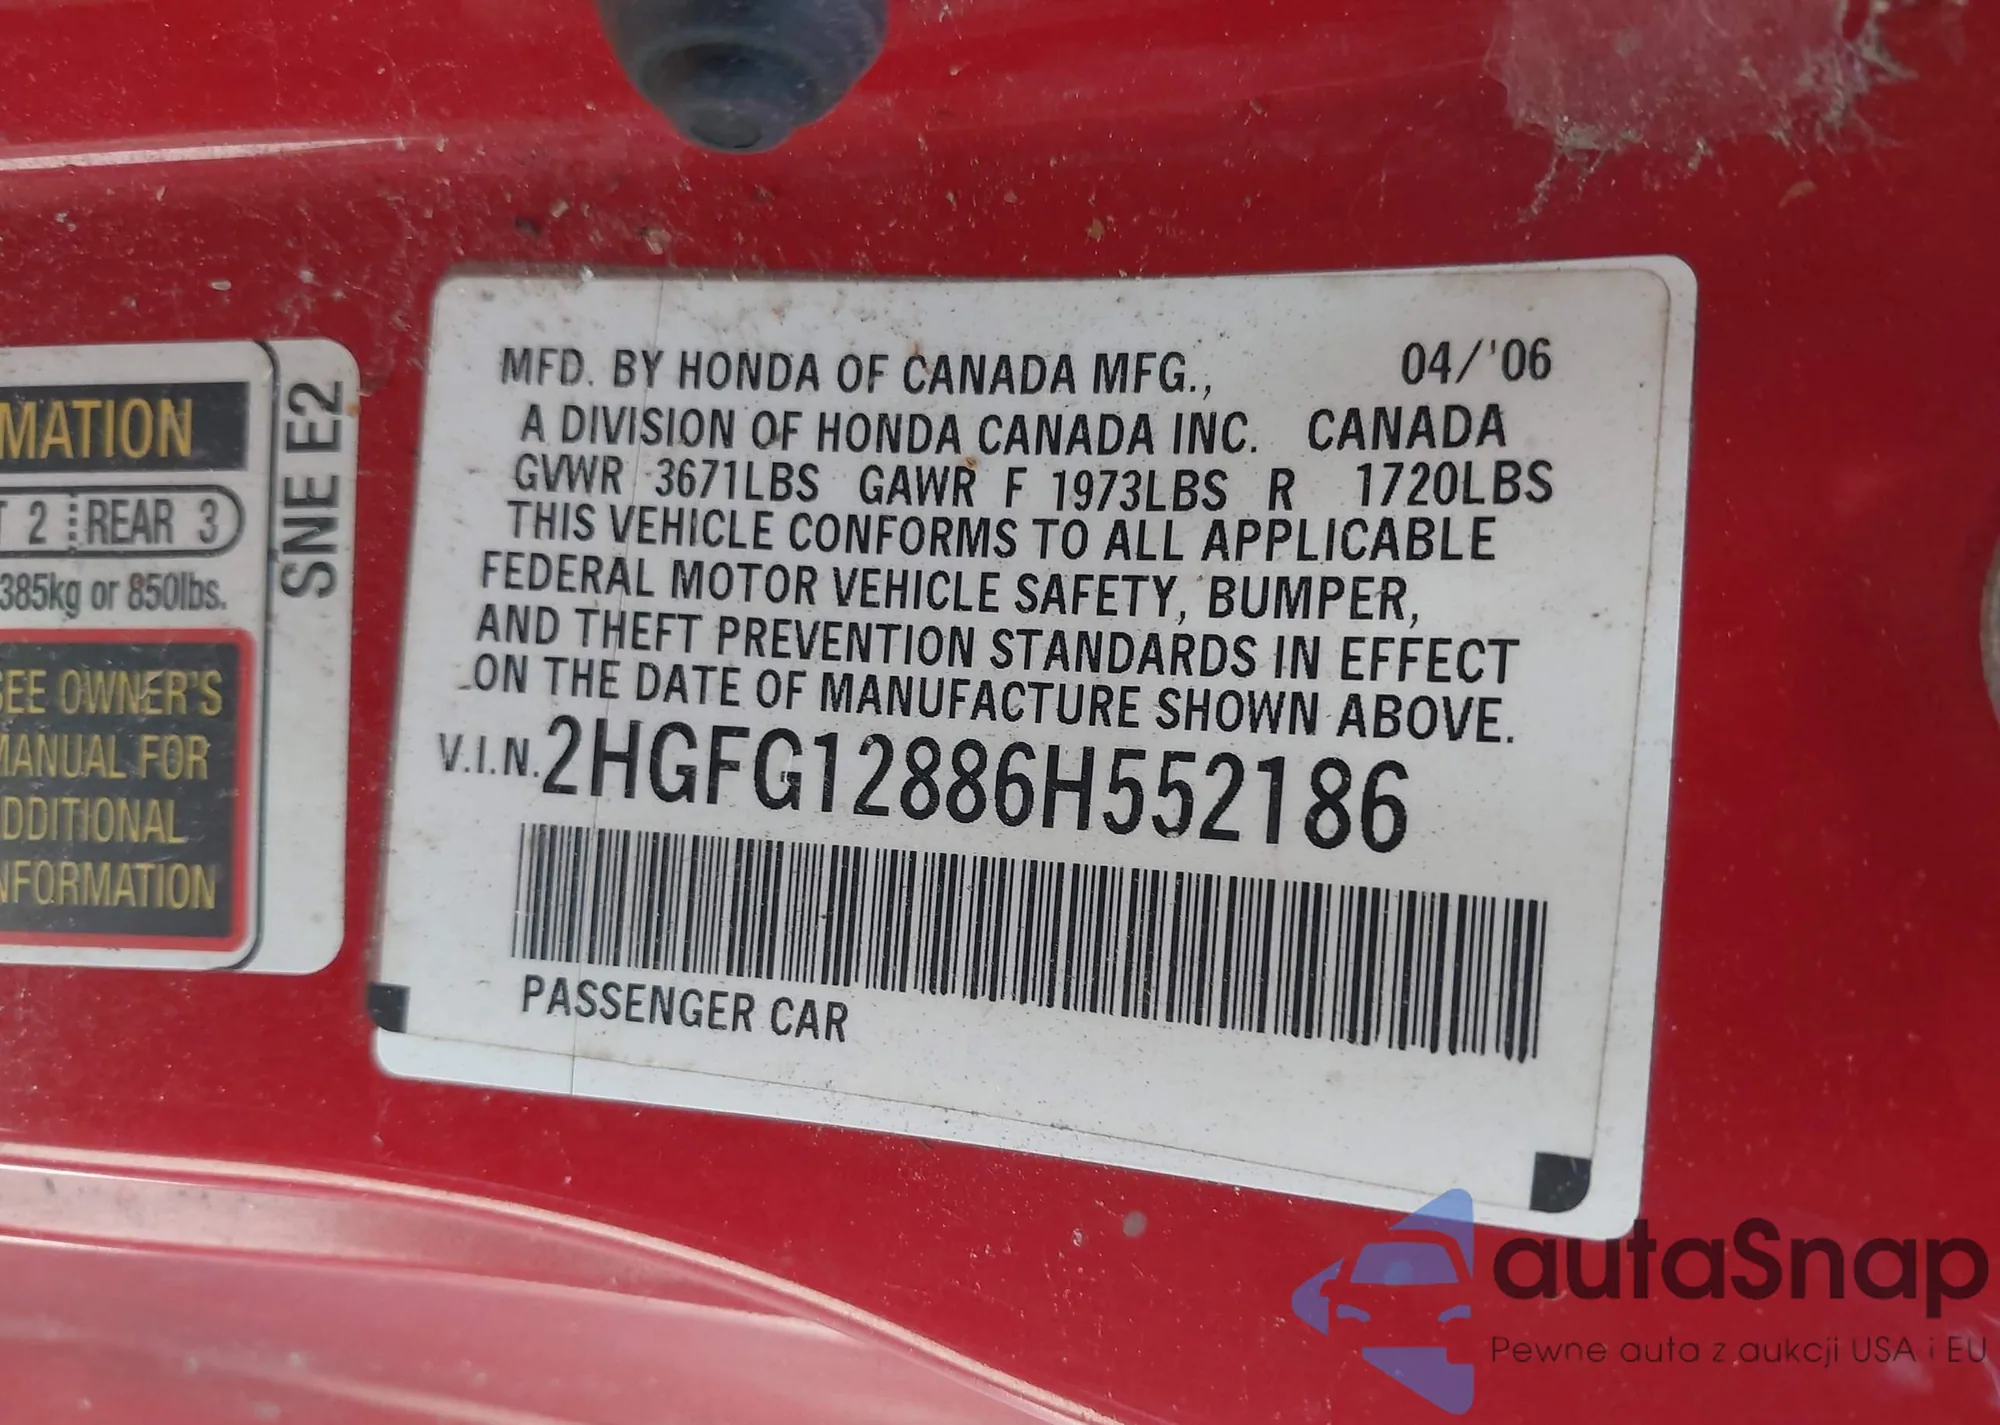 MATION
T 2 REAR 3
385kg or 850lbs.
SEE OWNER'S
MANUAL FOR
ADDITIONAL
INFORMATION
SNE E2
MFD. BY HONDA OF CANADA MFG., 04/'06
A DIVISION OF HONDA CANADA INC. CANADA
GVWR 3671LBS GAWR F 1973LBS R 1720LBS
THIS VEHICLE CONFORMS TO ALL APPLICABLE
FEDERAL MOTOR VEHICLE SAFETY, BUMPER,
AND THEFT PREVENTION STANDARDS IN EFFECT
ON THE DATE OF MANUFACTURE SHOWN ABOVE.
V.I.N. 2HGFG12886H552186
PASSENGER CAR
autaSnap
Pewne auta z aukcji USA i EU